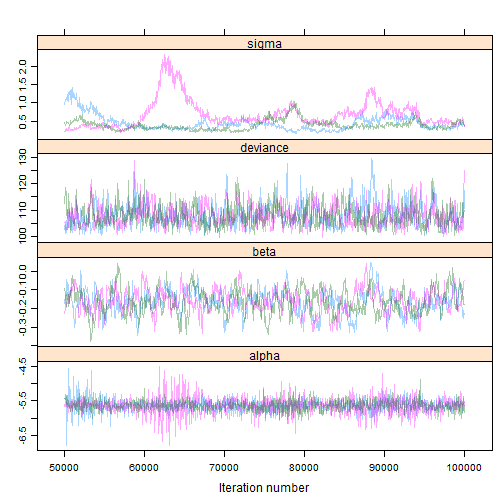 sigma
0.5 1.0 1.5 2.0
deviance
100 110 120 130
beta
-0.3 -0.2 -0.1 0.0
alpha
-6.5 -5.5 -4.5
50000 60000 70000 80000 90000 100000
Iteration number